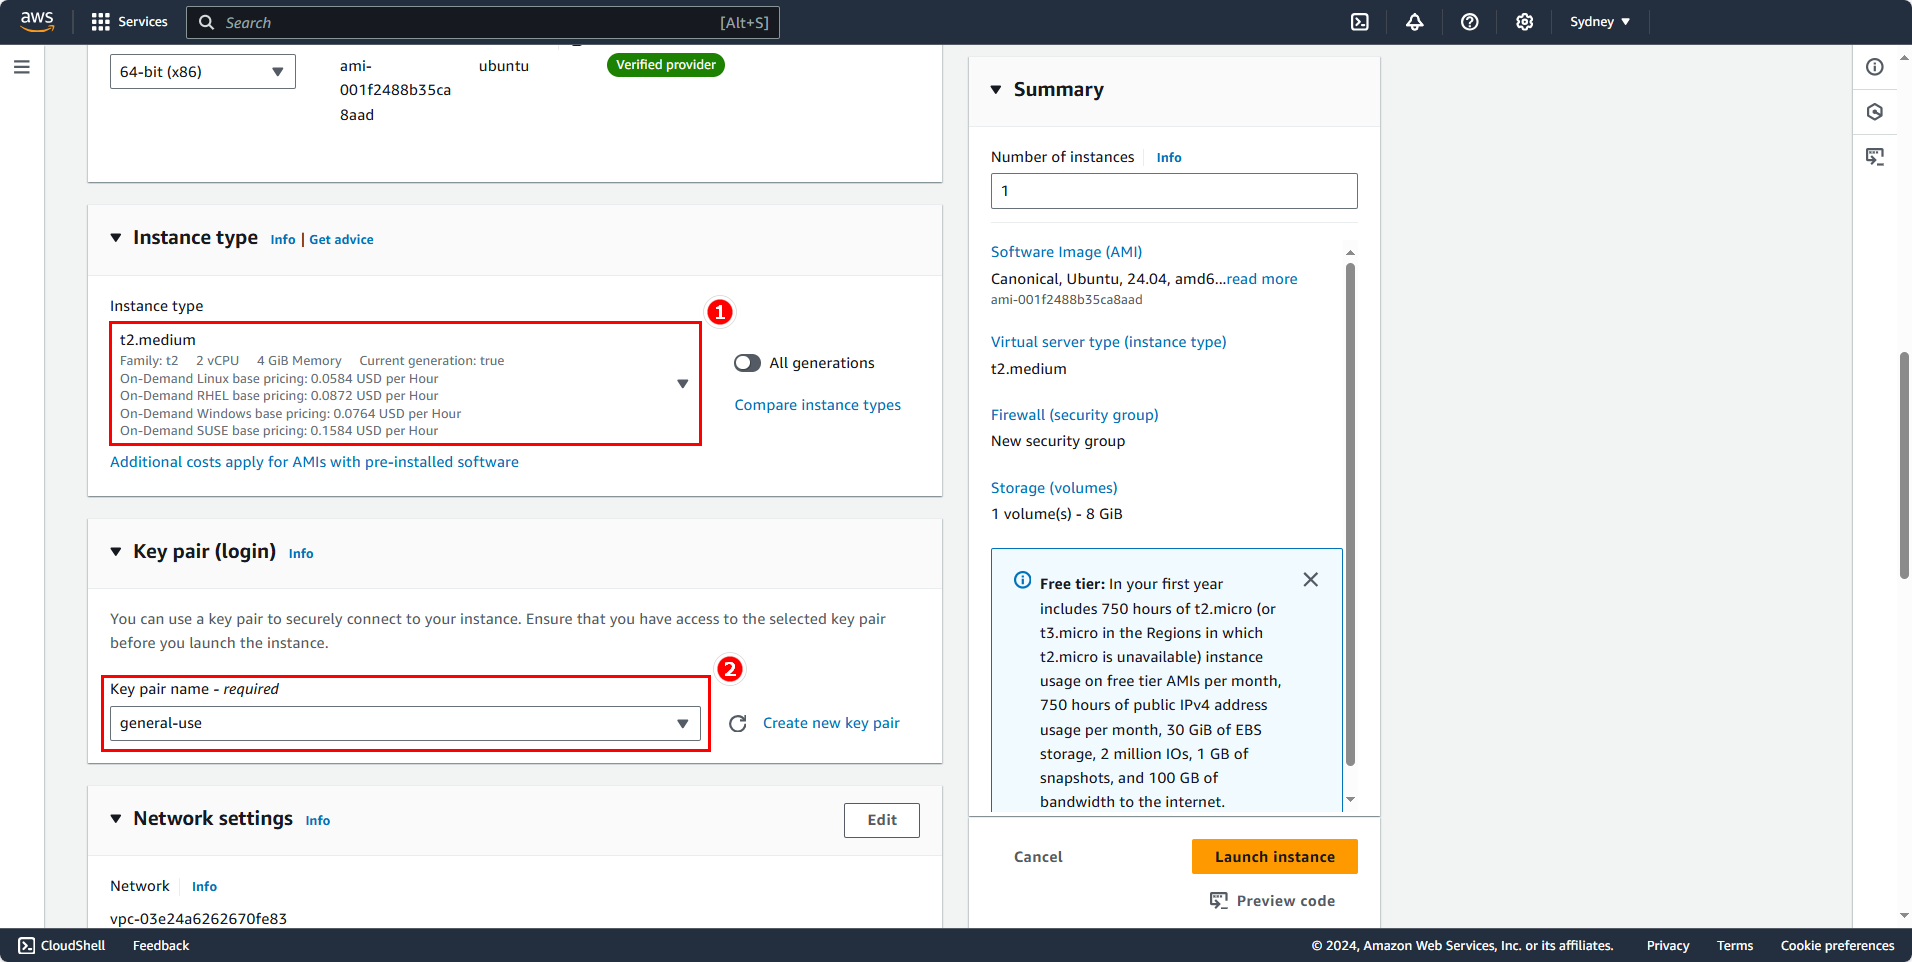 aws
Services
Search
[Alt+S]
Sydney
64-bit (x86)
ami-
001f2488b35ca
8aad
ubuntu
Verified provider
Instance type Info | Get advice
Instance type
1
t2.medium
Family: t2 2 vCPU 4 GiB Memory Current generation: true
On-Demand Linux base pricing: 0.0584 USD per Hour
On-Demand RHEL base pricing: 0.0872 USD per Hour
On-Demand Windows base pricing: 0.0764 USD per Hour
On-Demand SUSE base pricing: 0.1584 USD per Hour
All generations
Compare instance types
Additional costs apply for AMIs with pre-installed software
Key pair (login) Info
You can use a key pair to securely connect to your instance. Ensure that you have access to the selected key pair
before you launch the instance.
2
Key pair name - required
general-use
Create new key pair
Network settings Info
Edit
Network Info
vpc-03e24a6262670fe83
Summary
Number of instances Info
1
Software Image (AMI)
Canonical, Ubuntu, 24.04, amd6...read more
ami-001f2488b35ca8aad
Virtual server type (instance type)
t2.medium
Firewall (security group)
New security group
Storage (volumes)
1 volume(s) - 8 GiB
Free tier: In your first year
includes 750 hours of t2.micro (or
t3.micro in the Regions in which
t2.micro is unavailable) instance
usage on free tier AMIs per month,
750 hours of public IPv4 address
usage per month, 30 GiB of EBS
storage, 2 million IOs, 1 GB of
snapshots, and 100 GB of
bandwidth to the internet.
Cancel
Launch instance
Preview code
CloudShell
Feedback
© 2024, Amazon Web Services, Inc. or its affiliates.
Privacy
Terms
Cookie preferences